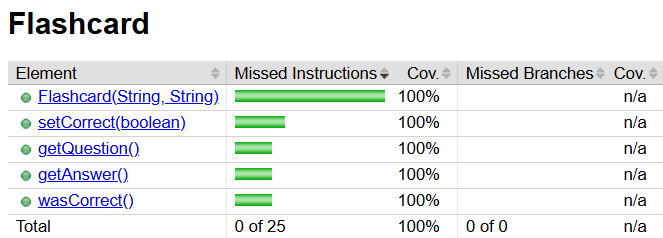 Flashcard
Element Missed Instructions Cov. Missed Branches Cov.
Flashcard(String, String) 100% n/a
setCorrect(boolean) 100% n/a
getQuestion() 100% n/a
getAnswer() 100% n/a
wasCorrect() 100% n/a
Total 0 of 25 100% 0 of 0 n/a